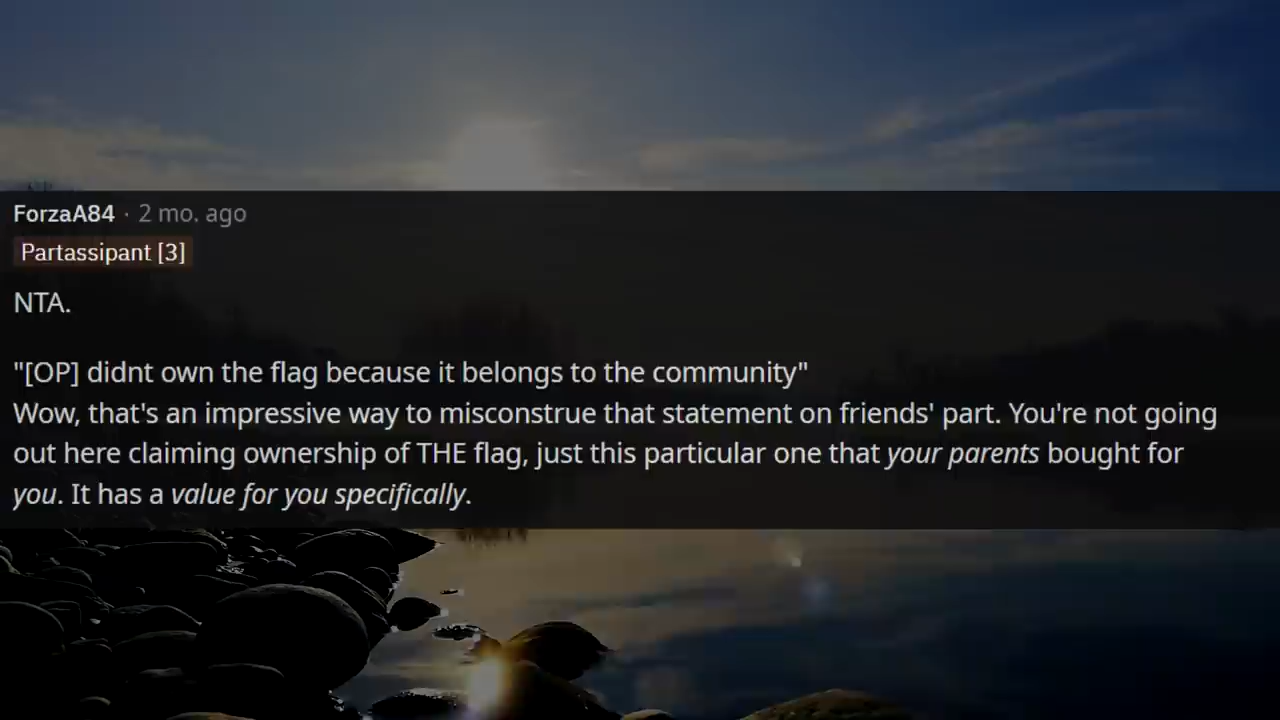 ForzaA84 · 2 mo. ago
Partassipant [3]
NTA.
"[OP] didnt own the flag because it belongs to the community"
Wow, that's an impressive way to misconstrue that statement on friends' part. You're not going
out here claiming ownership of THE flag, just this particular one that your parents bought for
you. It has a value for you specifically.